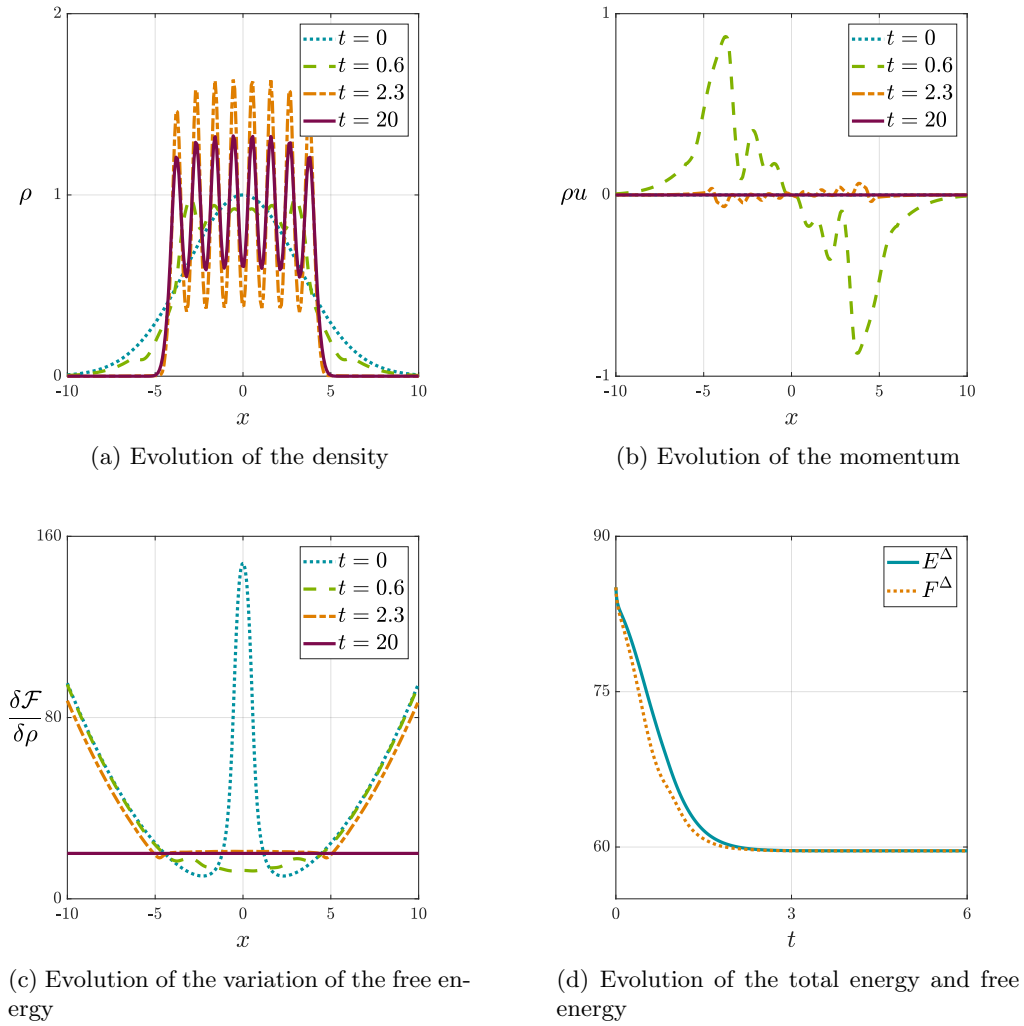 2
1
0
ρ
-10
-5
0
5
10
x
t = 0
t = 0.6
t = 2.3
t = 20
(a) Evolution of the density
1
0
-1
ρu
-10
-5
0
5
10
x
t = 0
t = 0.6
t = 2.3
t = 20
(b) Evolution of the momentum
160
80
0
δF
δρ
-10
-5
0
5
10
x
t = 0
t = 0.6
t = 2.3
t = 20
(c) Evolution of the variation of the free en-
ergy
90
75
60
0
3
6
t
E^Δ
F^Δ
(d) Evolution of the total energy and free
energy